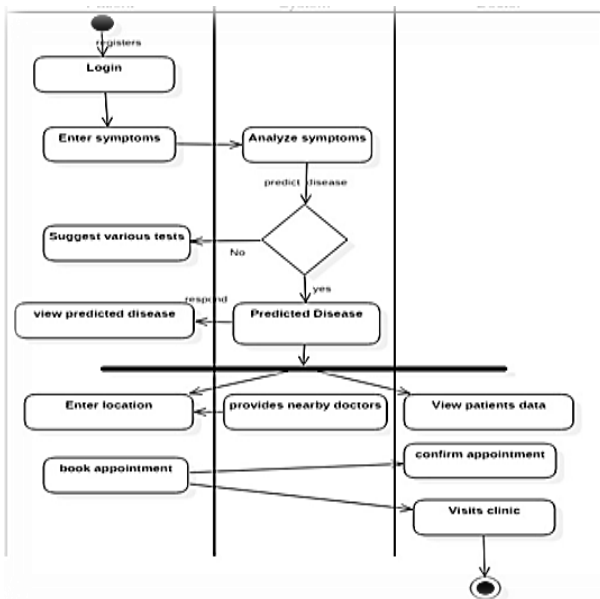 registers
Login
Enter symptoms
Analyze symptoms
predict disease
Suggest various tests
No
yes
respond
view predicted disease
Predicted Disease
Enter location
provides nearby doctors
View patients data
book appointment
confirm appointment
Visits clinic